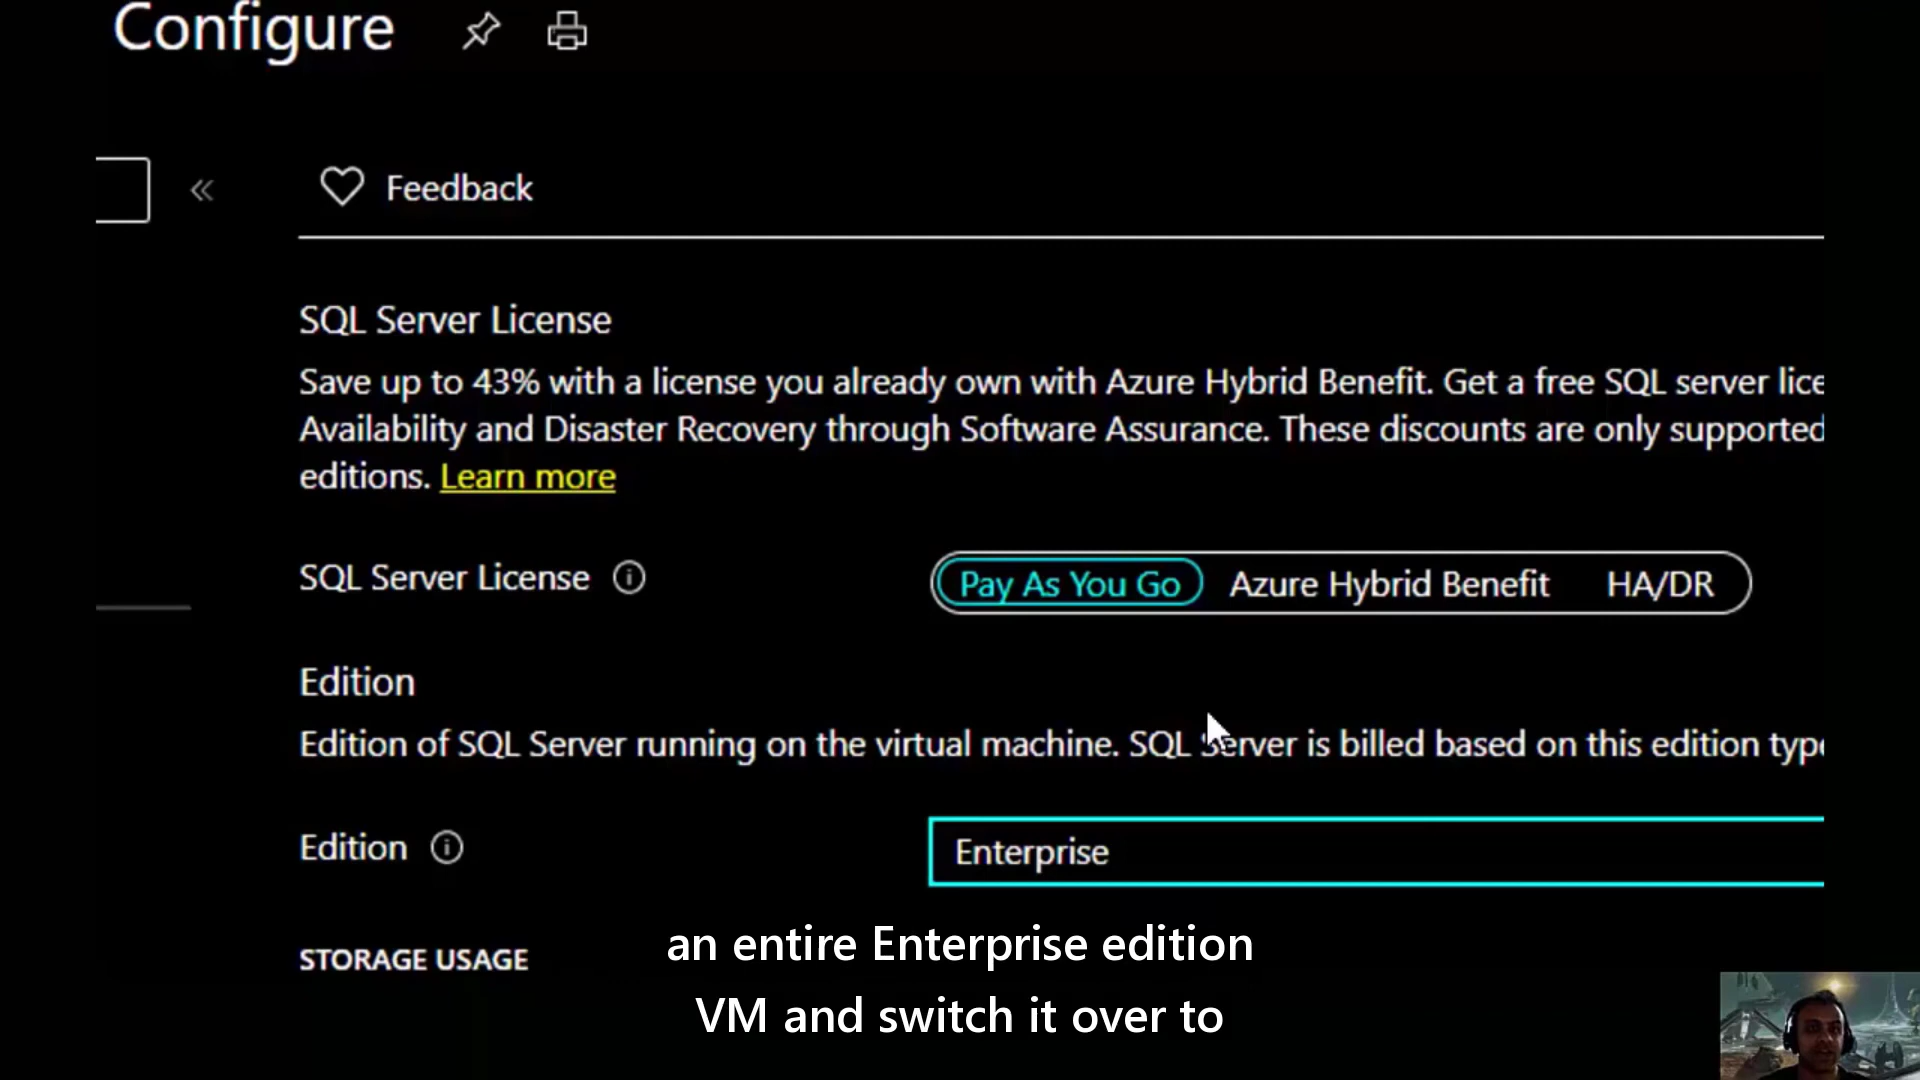 Configure
Feedback
SQL Server License
Save up to 43% with a license you already own with Azure Hybrid Benefit. Get a free SQL server lice
Availability and Disaster Recovery through Software Assurance. These discounts are only supported
editions. Learn more
SQL Server License
Pay As You Go Azure Hybrid Benefit HA/DR
Edition
Edition of SQL Server running on the virtual machine. SQL Server is billed based on this edition type
Edition
Enterprise
STORAGE USAGE
an entire Enterprise edition
VM and switch it over to